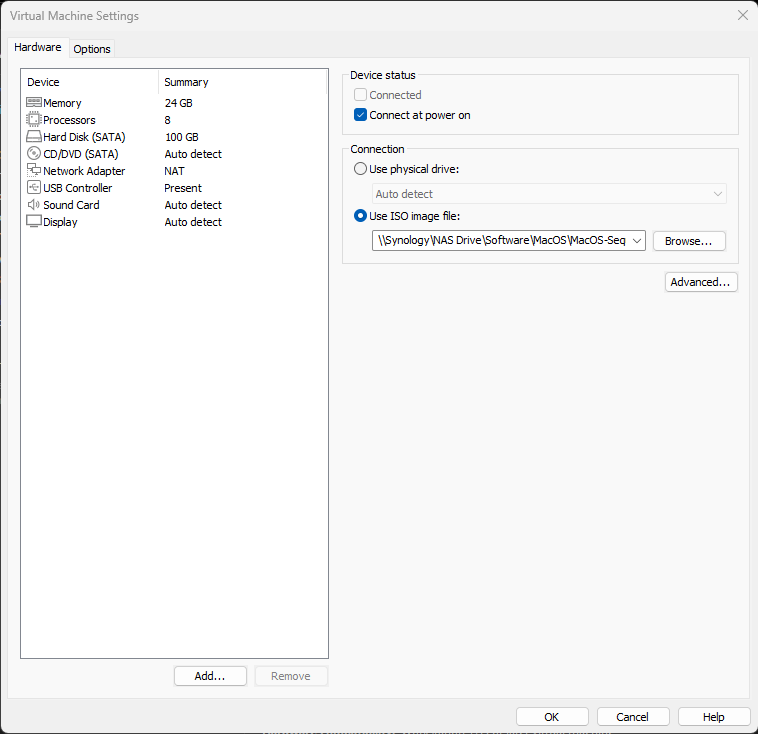 Virtual Machine Settings
Hardware
Options
Device Summary
Memory 24 GB
Processors 8
Hard Disk (SATA) 100 GB
CD/DVD (SATA) Auto detect
Network Adapter NAT
USB Controller Present
Sound Card Auto detect
Display Auto detect
Add...
Remove
Device status
Connected
Connect at power on
Connection
Use physical drive:
Auto detect
Use ISO image file:
\\Synology\NAS Drive\Software\MacOS\MacOS-Seq
Browse...
Advanced...
OK
Cancel
Help